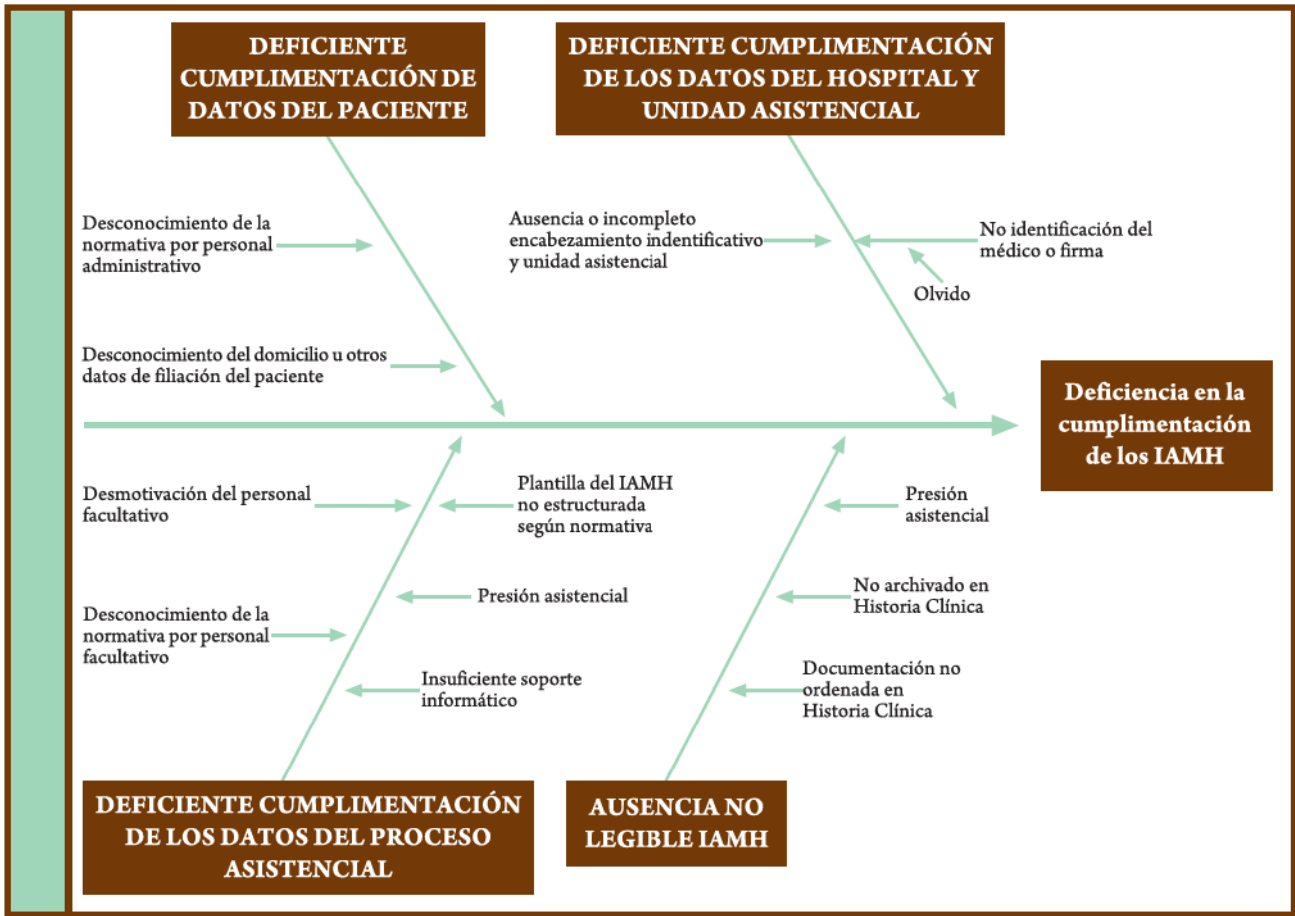 DEFICIENTE
CUMPLIMENTACIÓN DE
DATOS DEL PACIENTE
DEFICIENTE CUMPLIMENTACIÓN
DE LOS DATOS DEL HOSPITAL Y
UNIDAD ASISTENCIAL
Desconocimiento de la
normativa por personal
administrativo
Ausencia o incompleto
encabezamiento indentificativo
y unidad asistencial
No identificación del
médico o firma
Olvido
Desconocimiento del domicilio u otros
datos de filiación del paciente
Deficiencia en la
cumplimentación
de los IAMH
Desmotivación del personal
facultativo
Plantilla del IAMH
no estructurada
según normativa
Presión
asistencial
Presión asistencial
No archivado en
Historia Clínica
Desconocimiento de la
normativa por personal
facultativo
Insuficiente soporte
informático
Documentación no
ordenada en
Historia Clínica
DEFICIENTE CUMPLIMENTACIÓN
DE LOS DATOS DEL PROCESO
ASISTENCIAL
AUSENCIA NO
LEGIBLE IAMH